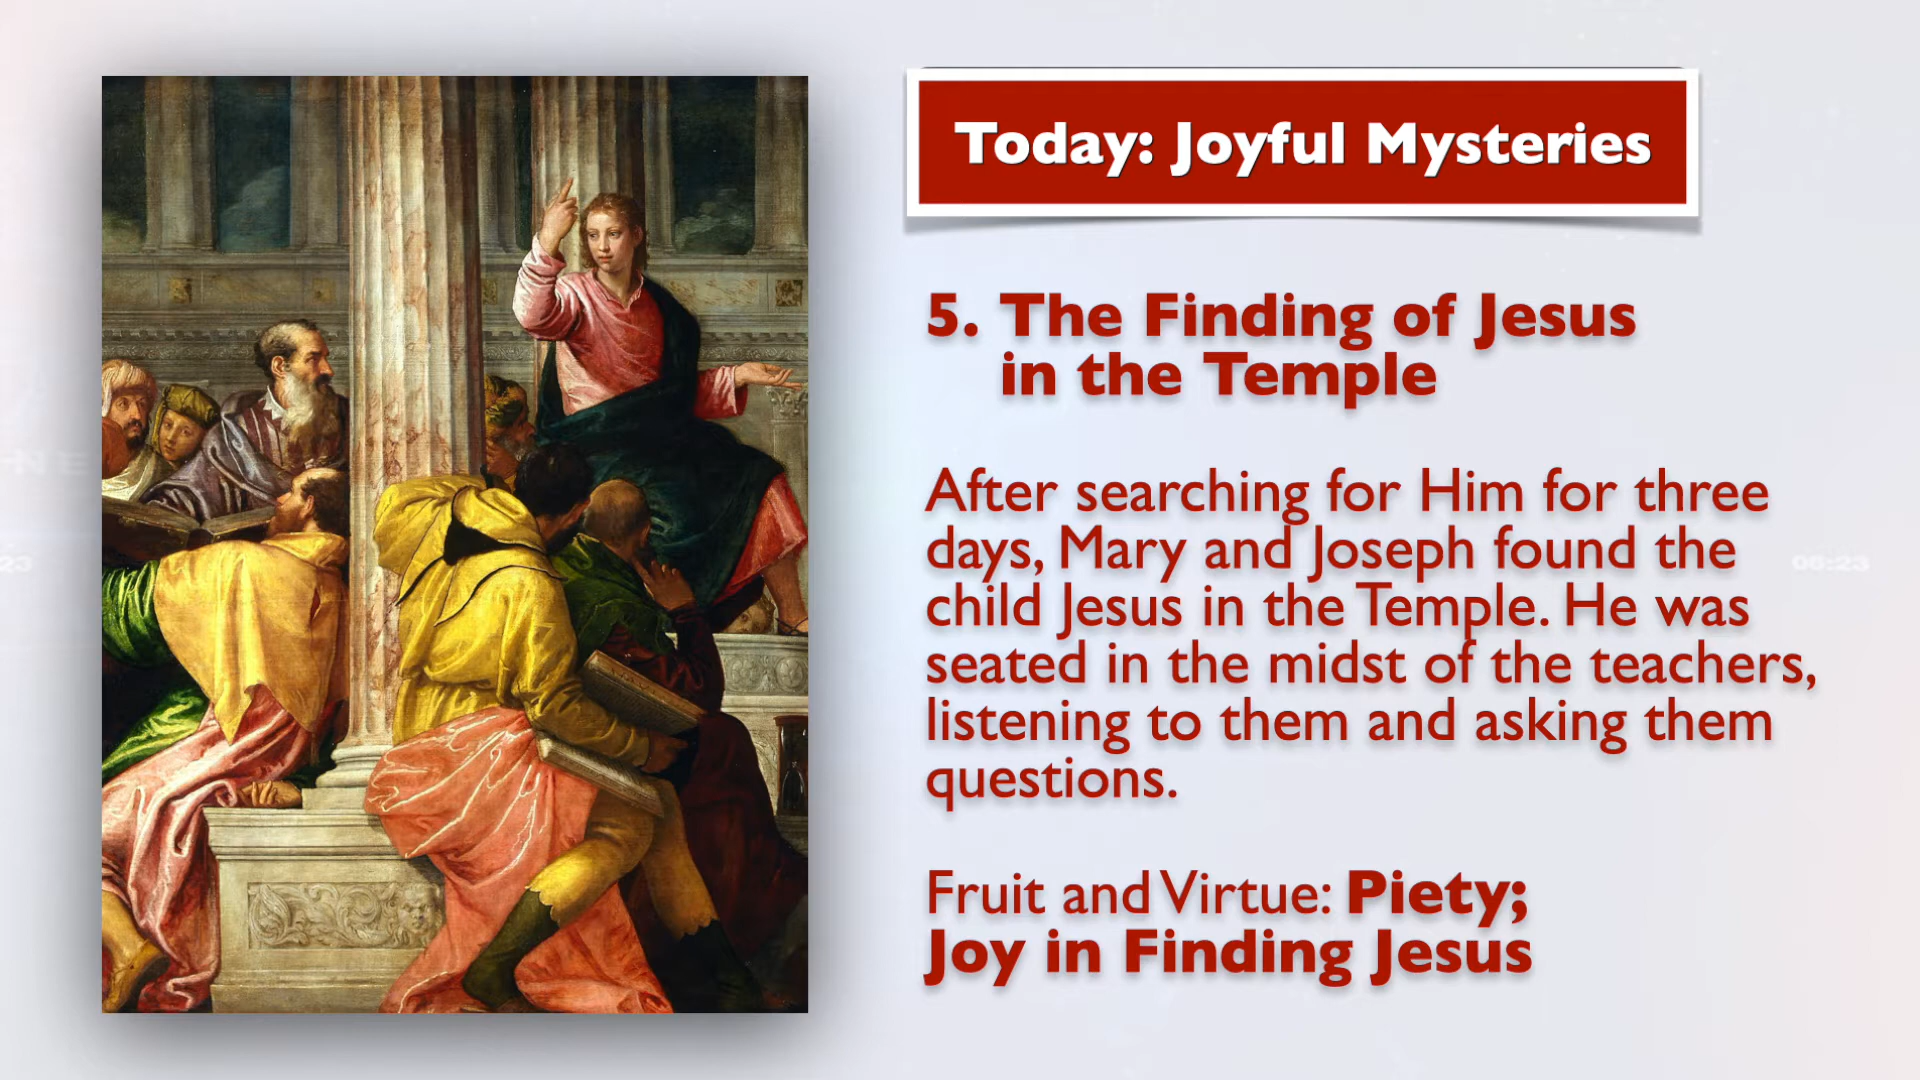 Today: Joyful Mysteries
5. The Finding of Jesus
in the Temple
After searching for Him for three
days, Mary and Joseph found the
child Jesus in the Temple. He was
seated in the midst of the teachers,
listening to them and asking them
questions.
Fruit and Virtue: Piety;
Joy in Finding Jesus
06:23